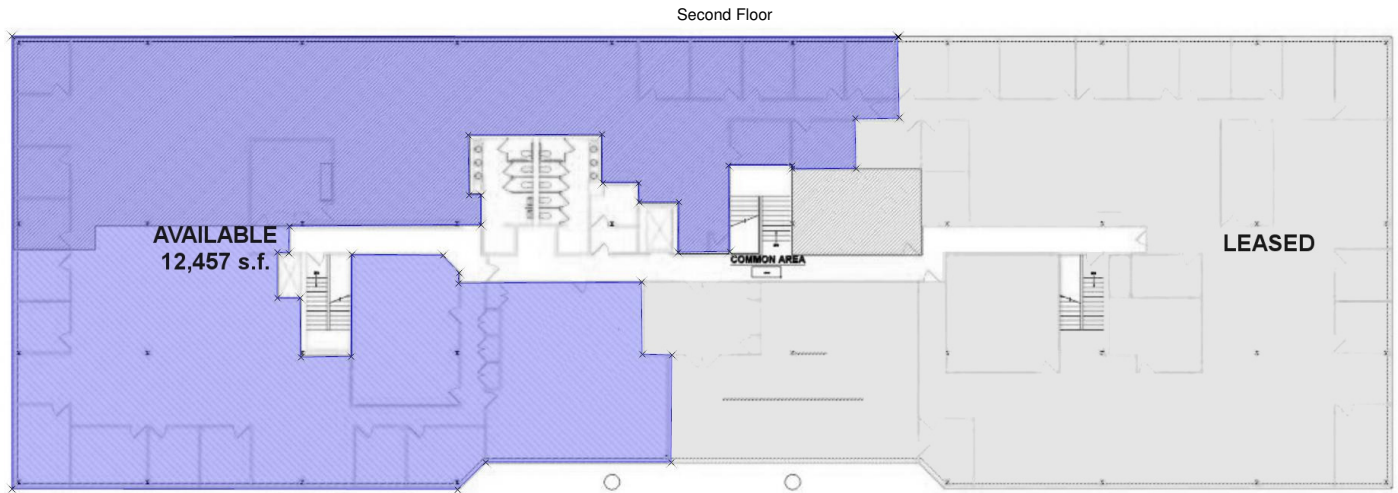 Second Floor
AVAILABLE
12,457 s.f.
COMMON AREA
LEASED